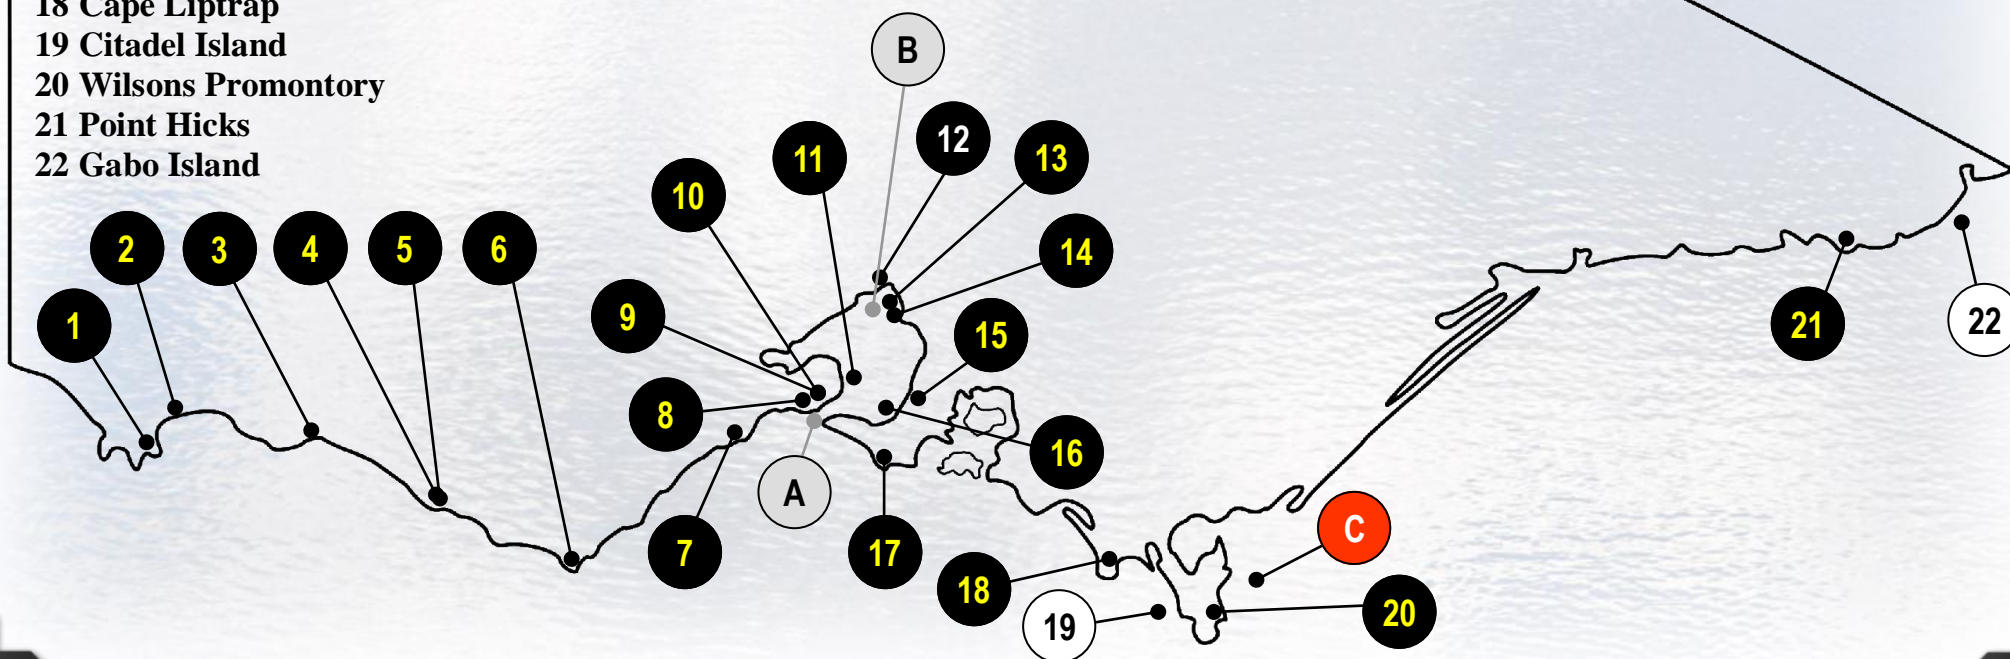 18 Cape Liptrap
19 Citadel Island
20 Wilsons Promontory
21 Point Hicks
22 Gabo Island
B
12
11
13
10
2
3
4
5
6
14
9
1
15
22
21
8
16
A
C
7
17
18
20
19